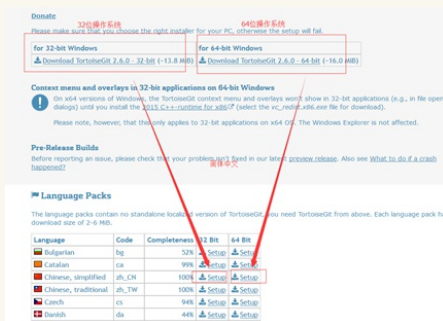 32位操作系统
64位操作系统
Donate
Please make sure that you choose the right installer for your PC, otherwise the setup will fail.
for 32-bit Windows
for 64-bit Windows
Download TortoiseGit 2.6.0 - 32-bit (~13.8 MiB)
Download TortoiseGit 2.6.0 - 64-bit (~16.0 MiB)
Context menu and overlays in 32-bit applications on 64-bit Windows
On x64 versions of Windows, the TortoiseGit context menu and overlays won't show in 32-bit applications (e.g., in file open
dialogs) until you install the 2015 C++-runtime for x86 (select the vc_redist.x86.exe file for download).
Please note, however, that this only applies to 32-bit applications on x64 OS. The Windows Explorer is not affected.
Pre-Release Builds
Before reporting an issue, please check that your problem isn't fixed in our latest preview release. Also see What to do if a crash
happened?
简体中文
Language Packs
The language packs contain no standalone localized version of TortoiseGit, you need TortoiseGit from above. Each language pack h
download size of 2-6 MiB.
Language Code Completeness 32 Bit 64 Bit
Bulgarian bg 52% Setup Setup
Catalan ca 99% Setup Setup
Chinese, simplified zh_CN 100% Setup Setup
Chinese, traditional zh_TW 100% Setup Setup
Czech cs 94% Setup Setup
Danish da 44% Setup Setup